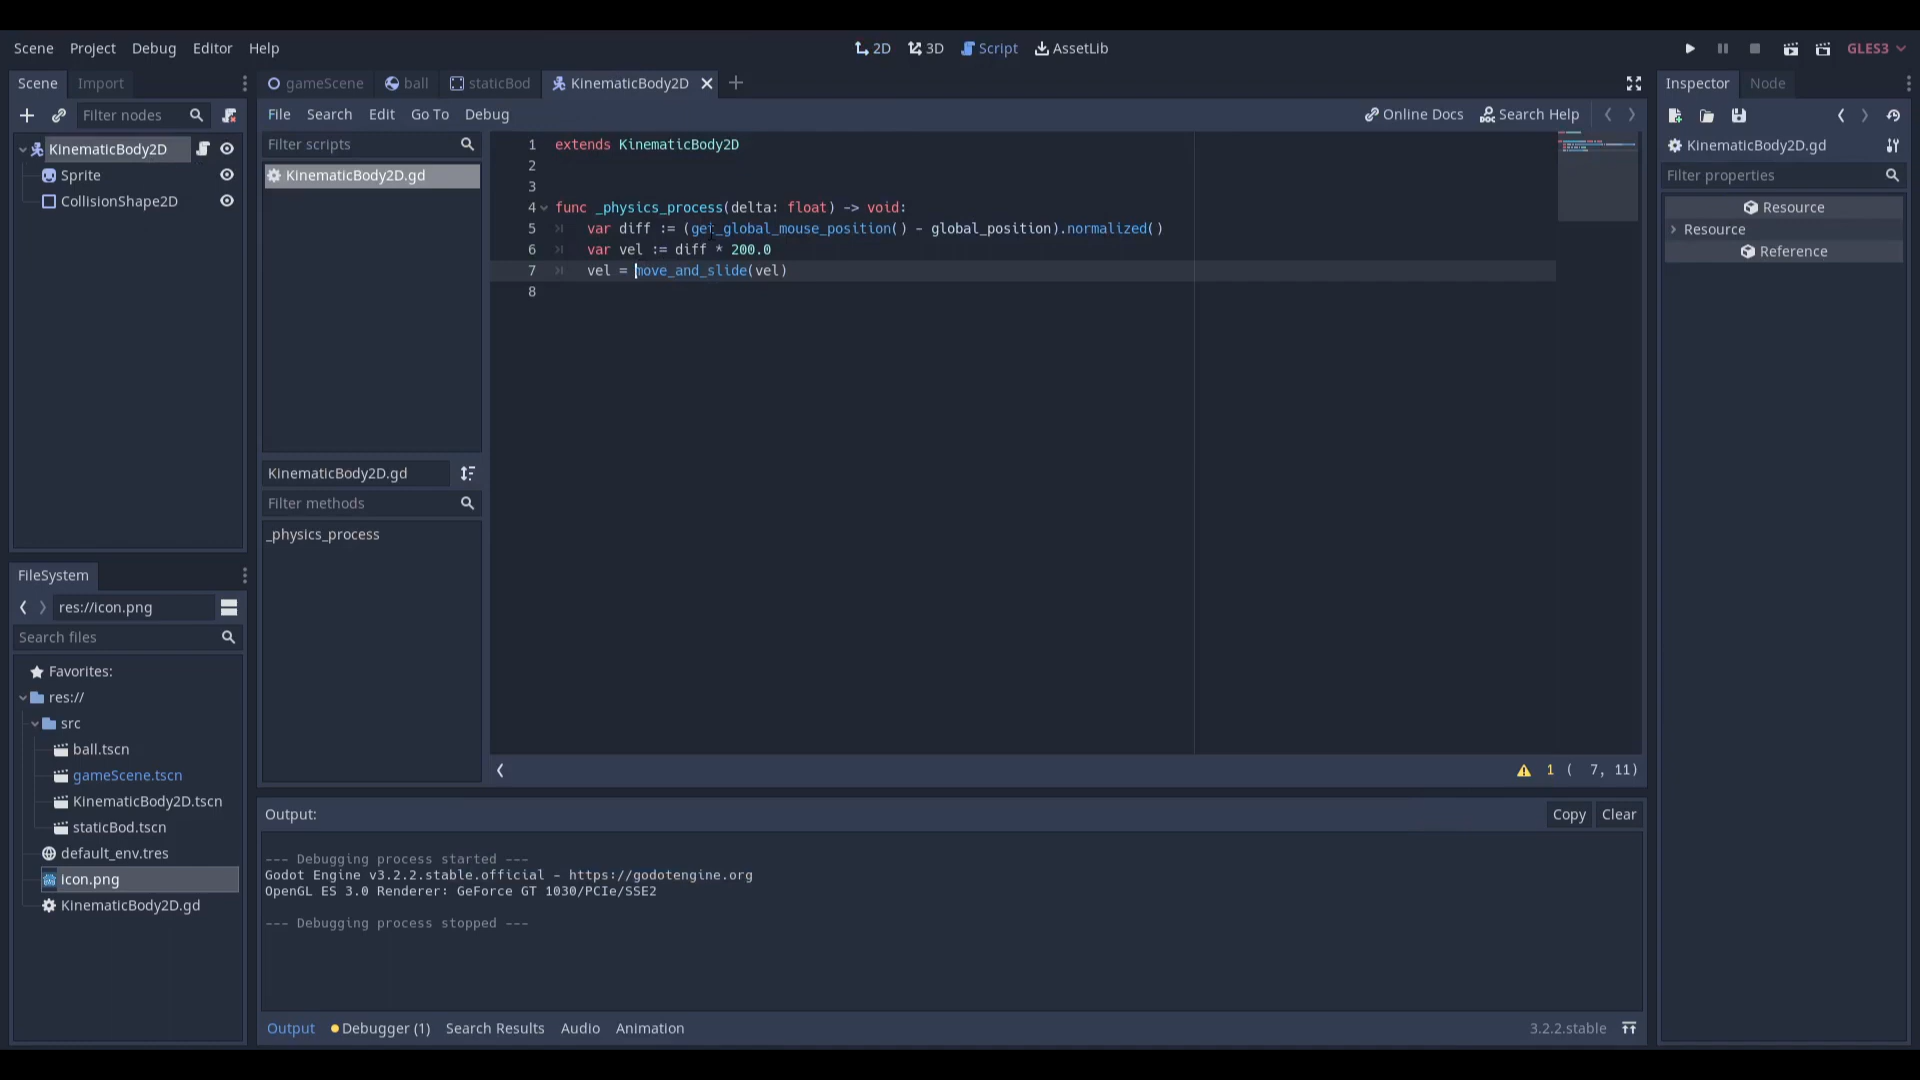 Scene Project Debug Editor Help 2D 3D Script AssetLib GLES3
Scene Import
Filter nodes
KinematicBody2D
Sprite
CollisionShape2D
FileSystem
res://icon.png
Search files
Favorites:
res://
src
ball.tscn
gameScene.tscn
KinematicBody2D.tscn
staticBod.tscn
default_env.tres
icon.png
KinematicBody2D.gd
gameScene ball staticBod KinematicBody2D
File Search Edit Go To Debug Online Docs Search Help
Filter scripts
KinematicBody2D.gd
KinematicBody2D.gd
Filter methods
_physics_process
1 extends KinematicBody2D
2
3
4 func _physics_process(delta: float) -> void:
5 var diff := (get_global_mouse_position() - global_position).normalized()
6 var vel := diff * 200.0
7 vel = move_and_slide(vel)
8
1 ( 7, 11)
Output: Copy Clear
--- Debugging process started ---
Godot Engine v3.2.2.stable.official - https://godotengine.org
OpenGL ES 3.0 Renderer: GeForce GT 1030/PCIe/SSE2
--- Debugging process stopped ---
Output Debugger (1) Search Results Audio Animation 3.2.2.stable
Inspector Node
KinematicBody2D.gd
Filter properties
Resource
Resource
Reference